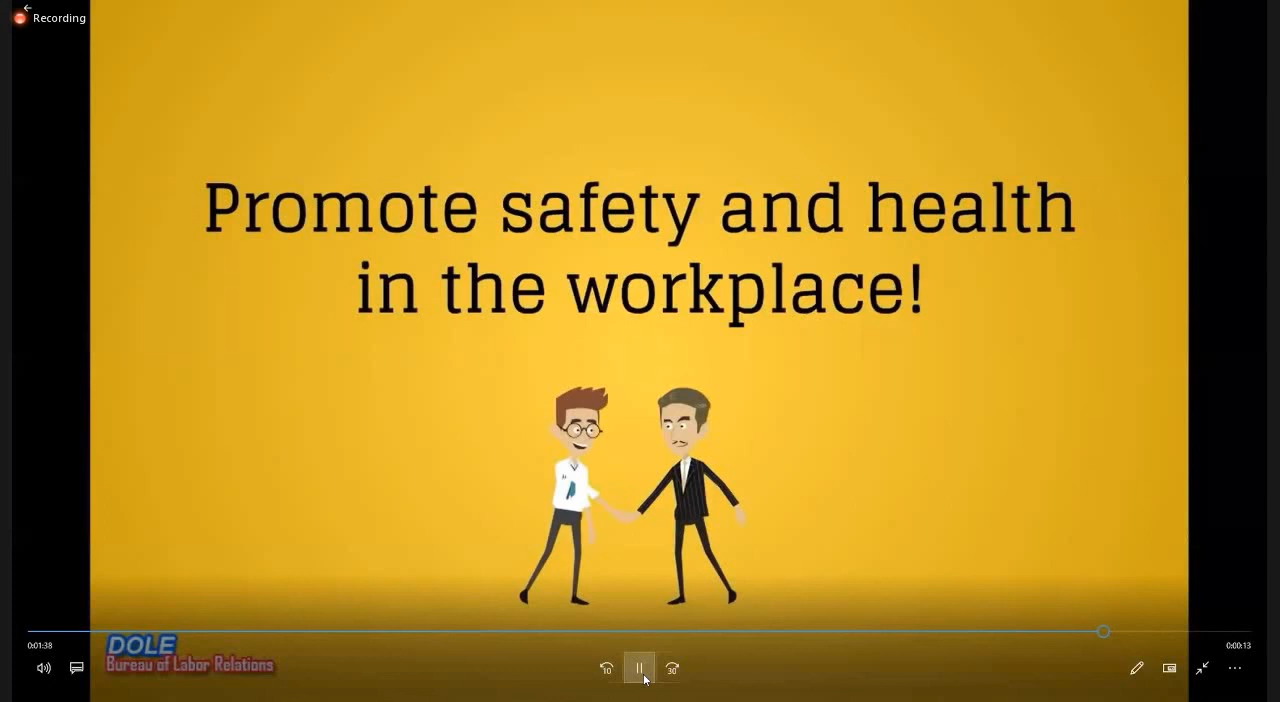 Recording
Promote safety and health
in the workplace!
0:01:38
0:00:13
DOLE
Bureau of Labor Relations
10
30